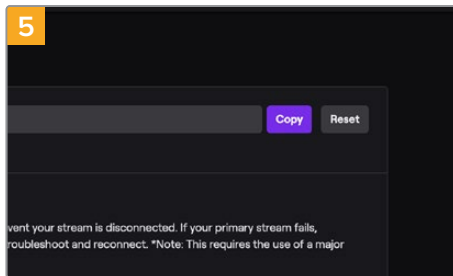 5
Copy Reset
vent your stream is disconnected. If your primary stream fails,
roubleshoot and reconnect. *Note: This requires the use of a major